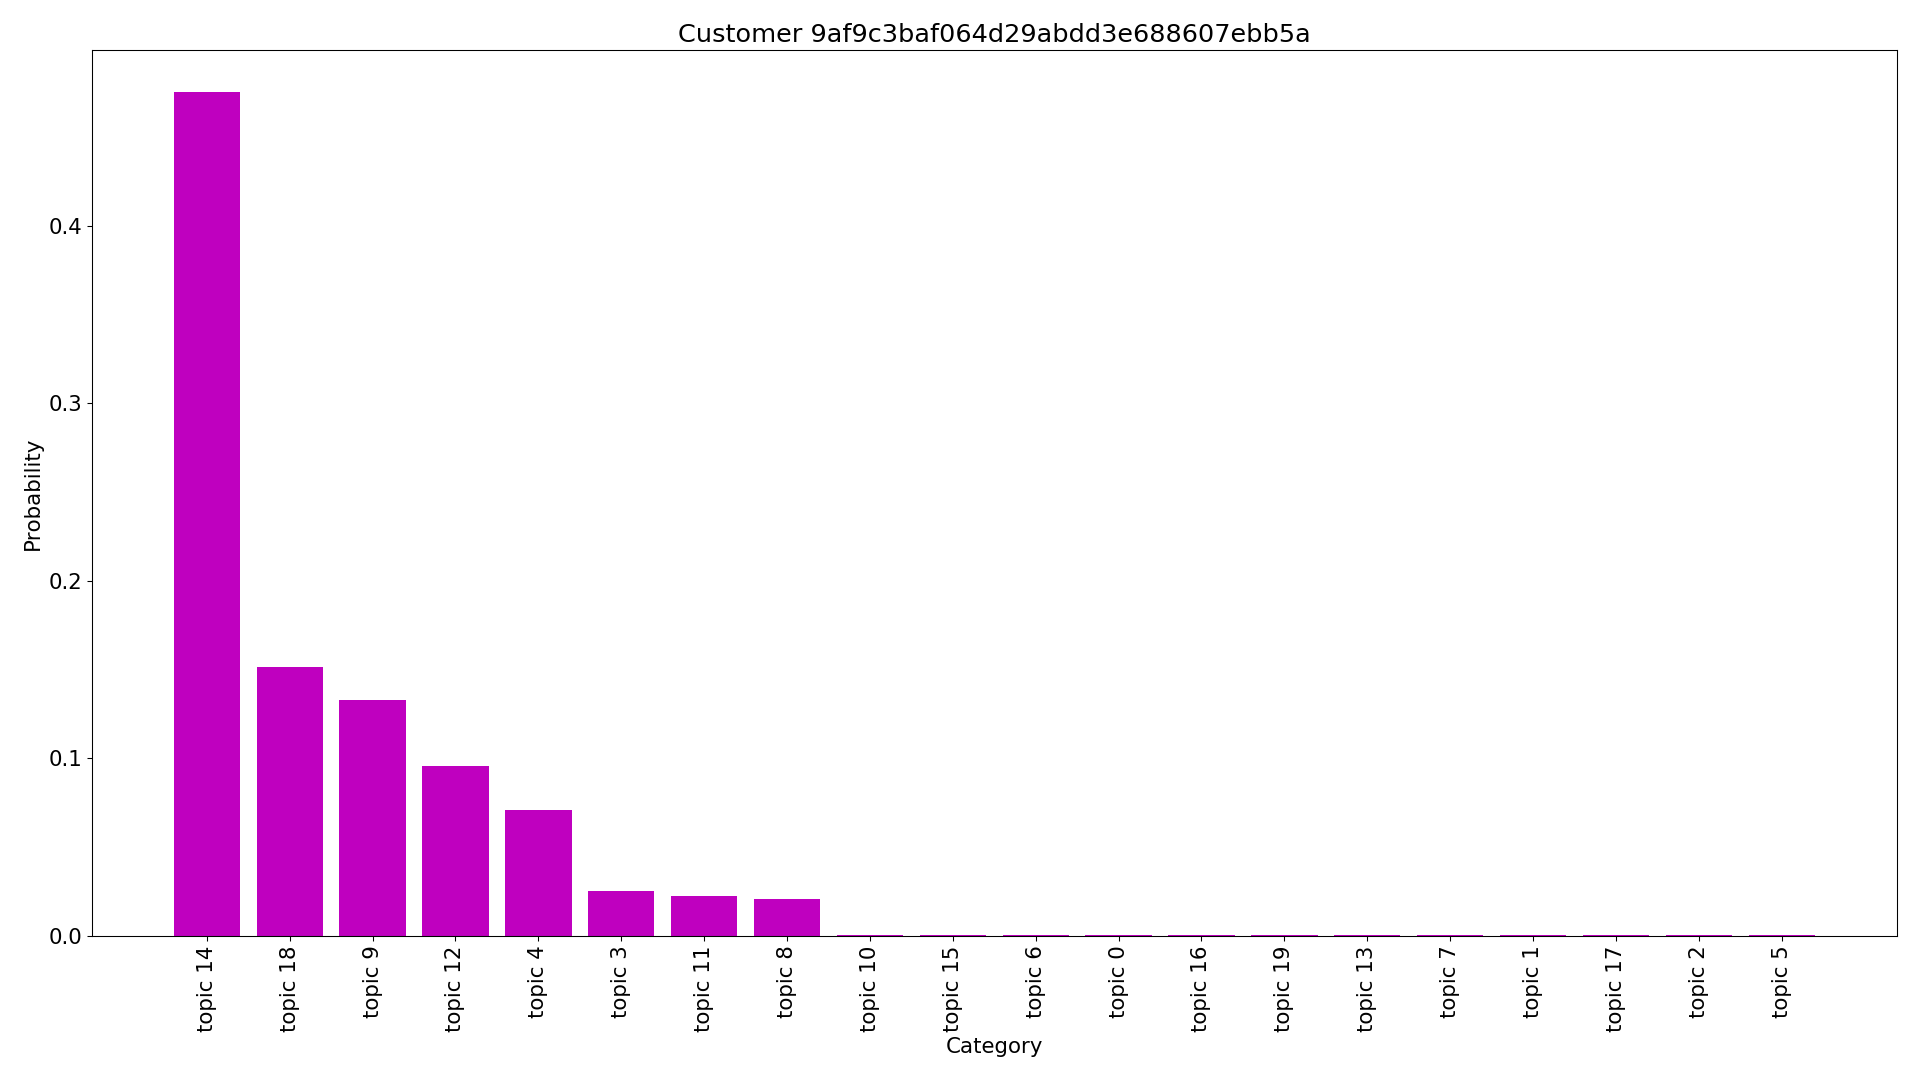 Customer 9af9c3baf064d29abdd3e688607ebb5a
Probability
0.4
0.3
0.2
0.1
0.0
topic 14
topic 18
topic 9
topic 12
topic 4
topic 3
topic 11
topic 8
topic 10
topic 15
topic 6
topic 0
topic 16
topic 19
topic 13
topic 7
topic 1
topic 17
topic 2
topic 5
Category